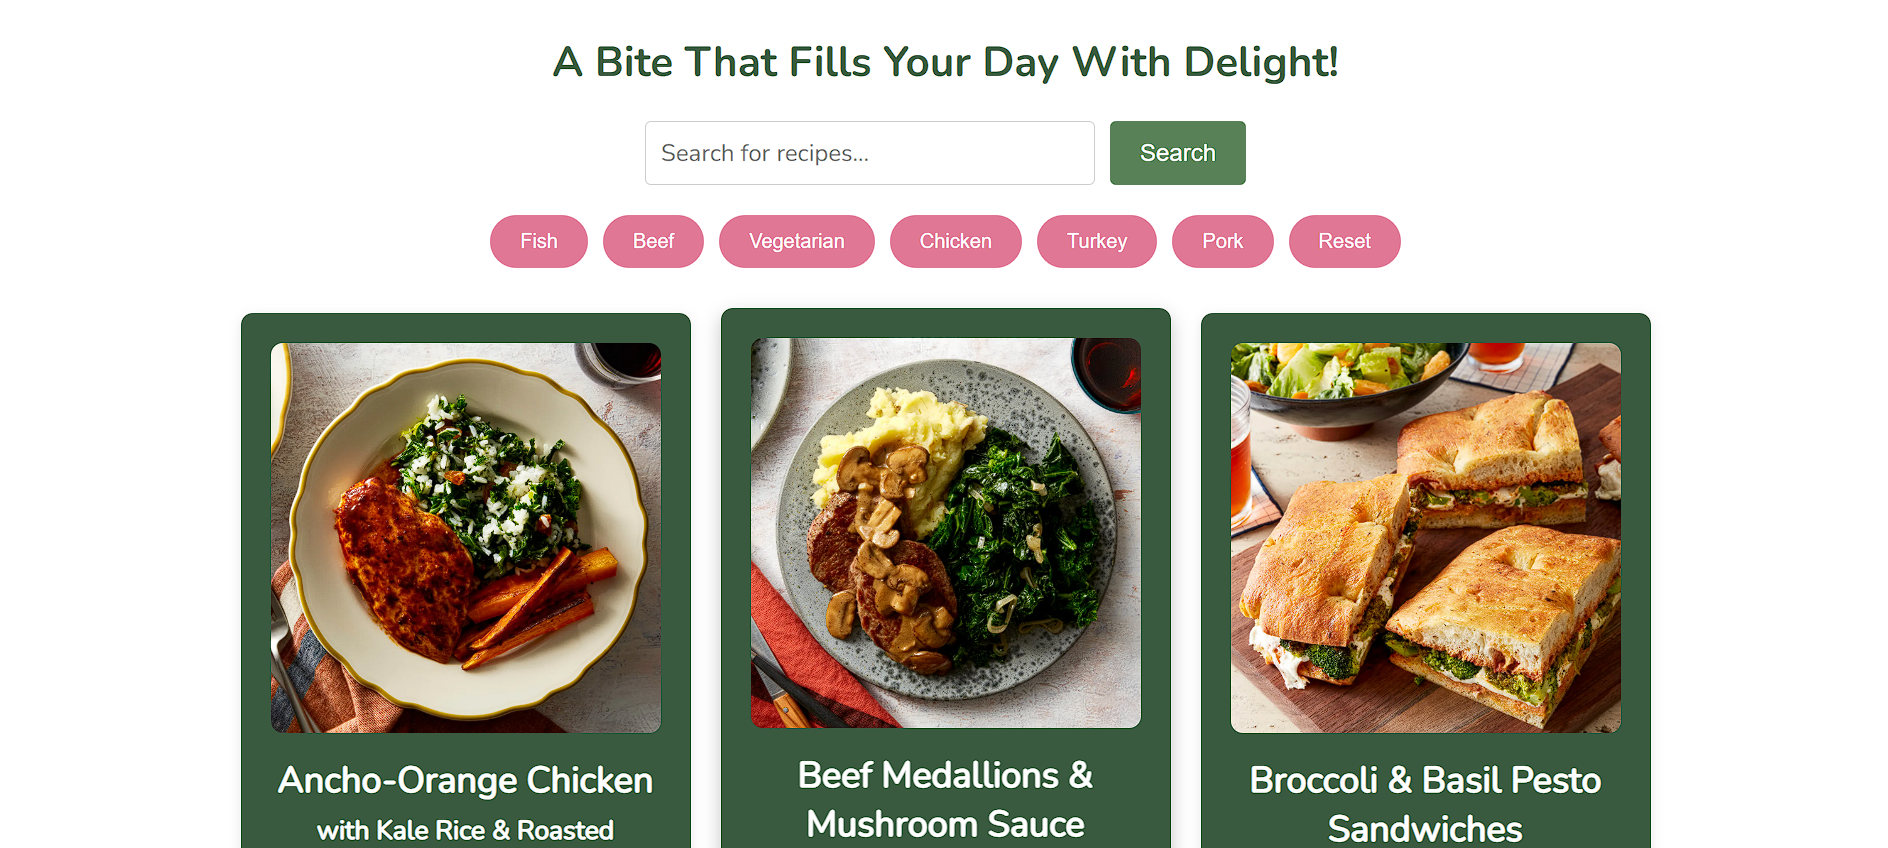 A Bite That Fills Your Day With Delight!
Search for recipes...
Search
Fish
Beef
Vegetarian
Chicken
Turkey
Pork
Reset
Ancho-Orange Chicken
with Kale Rice & Roasted
Beef Medallions &
Mushroom Sauce
Broccoli & Basil Pesto
Sandwiches